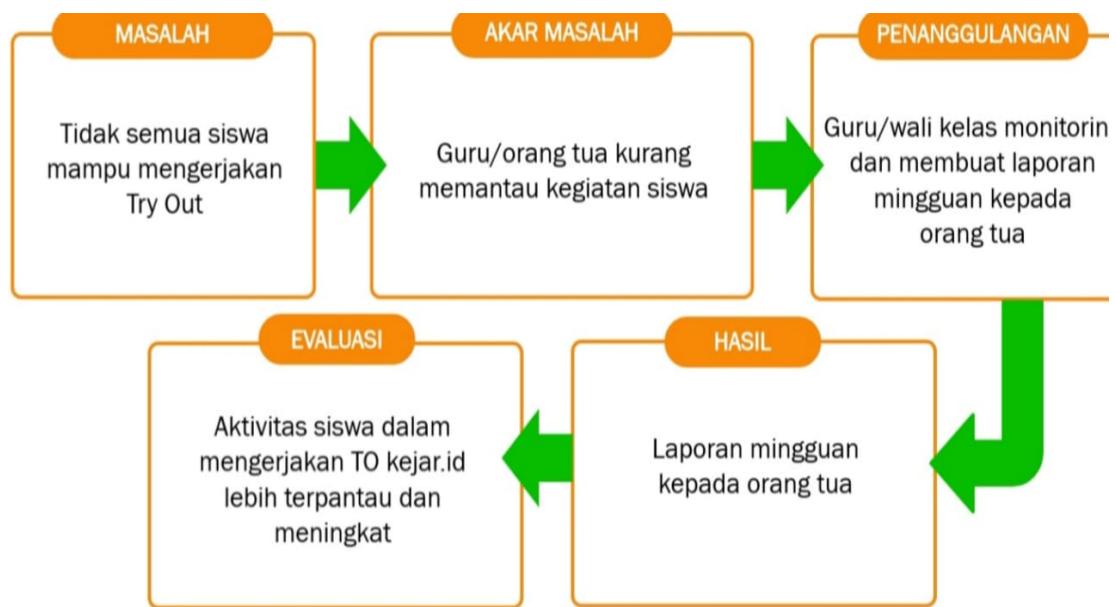 MASALAH
Tidak semua siswa
mampu mengerjakan
Try Out
AKAR MASALAH
Guru/orang tua kurang
memantau kegiatan siswa
PENANGGULANGAN
Guru/wali kelas monitorin
dan membuat laporan
mingguan kepada
orang tua
HASIL
Laporan mingguan
kepada orang tua
EVALUASI
Aktivitas siswa dalam
mengerjakan TO kejar.id
lebih terpantau dan
meningkat